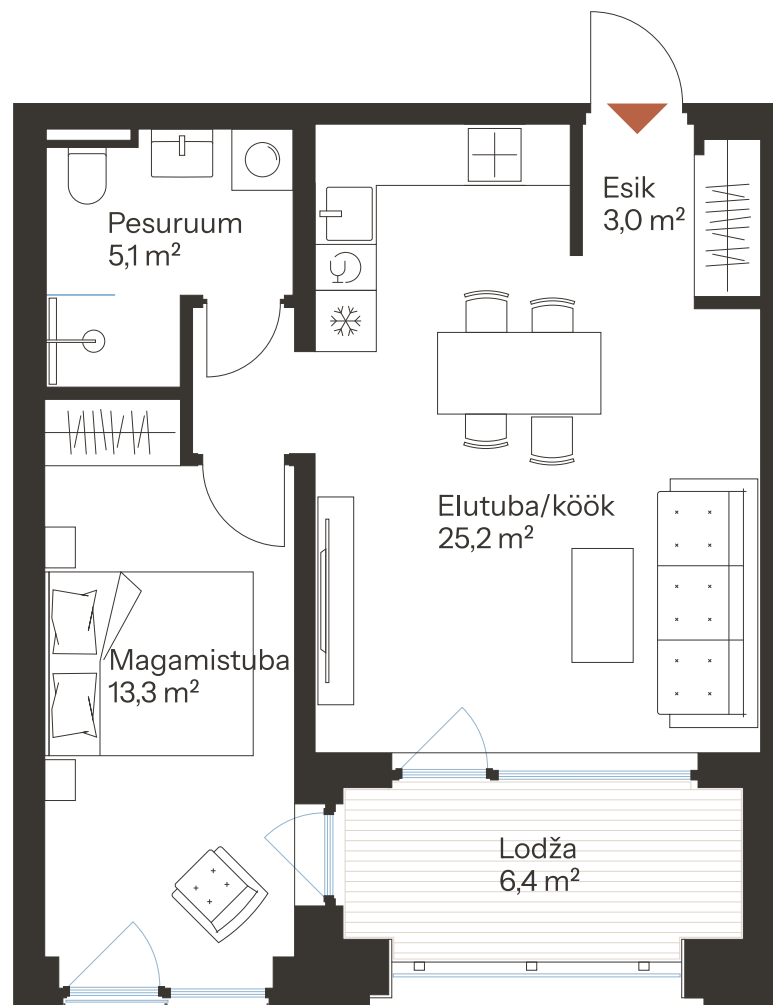 Esik
3,0 m²
Pesuruum
5,1 m²
Elutuba/köök
25,2 m²
Magamistuba
13,3 m²
Lodža
6,4 m²